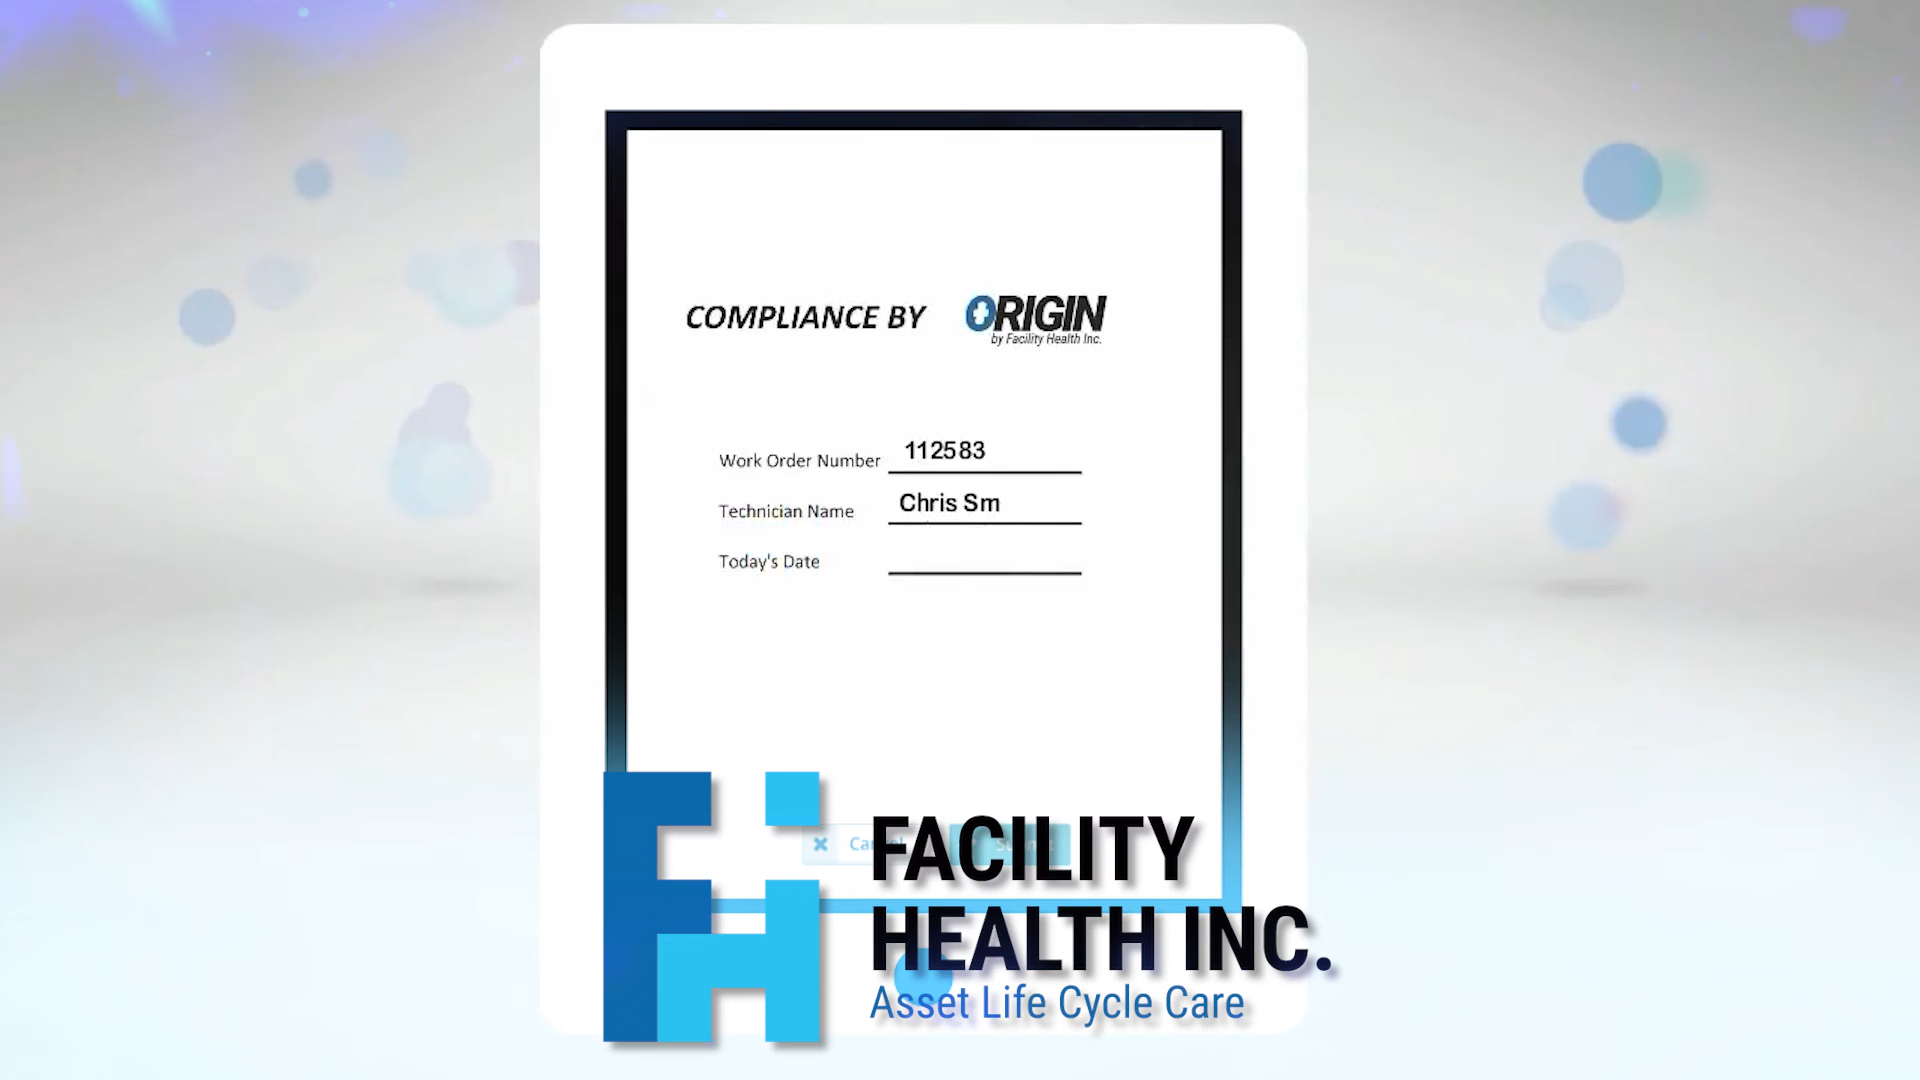 COMPLIANCE BY ORIGIN
by Facility Health Inc.
Work Order Number 112583
Technician Name Chris Sm
Today's Date
FACILITY
HEALTH INC.
Asset Life Cycle Care